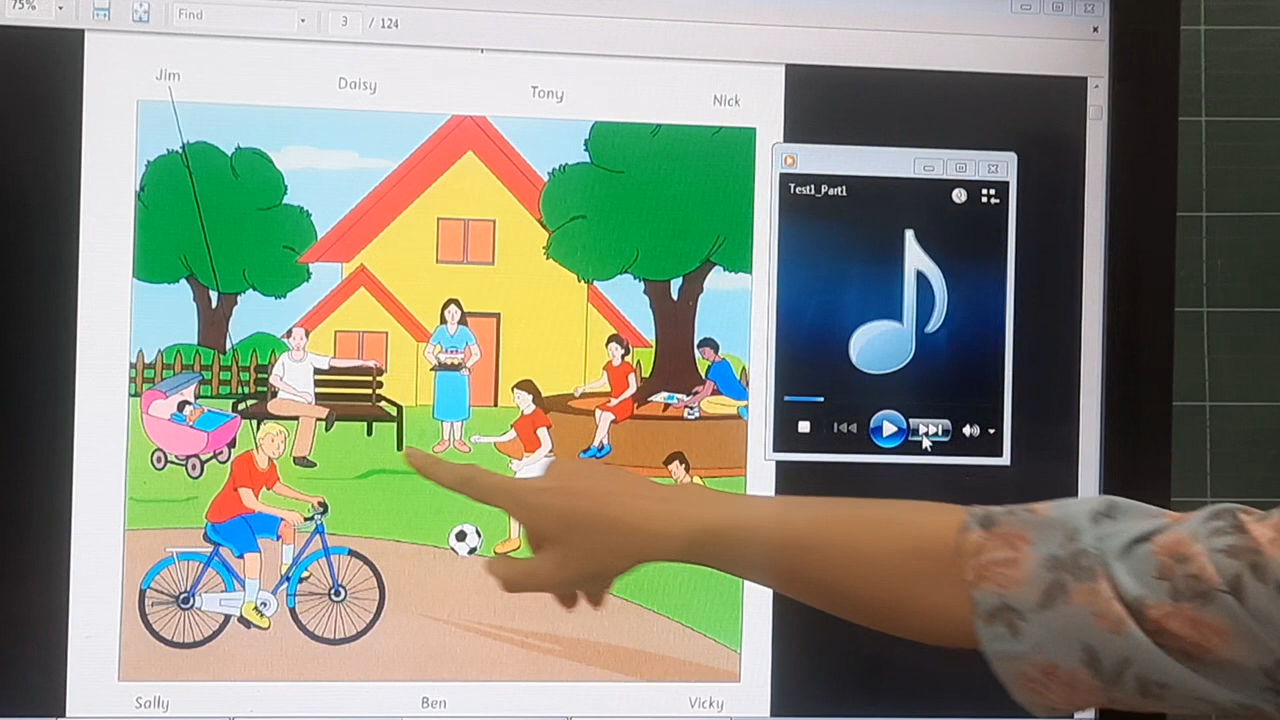 75%
Find
3 / 124
Jim
Daisy
Tony
Nick
Test1_Part1
Sally
Ben
Vicky